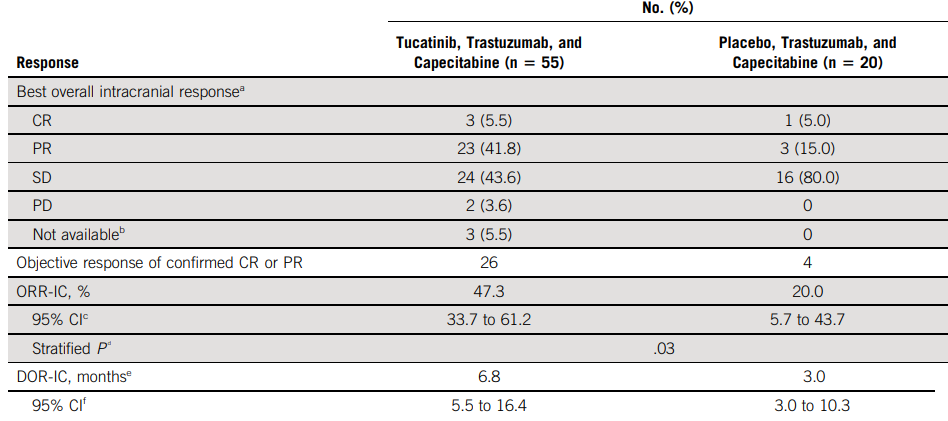 No. (%)
Tucatinib, Trastuzumab, and Placebo, Trastuzumab, and
Response Capecitabine (n = 55) Capecitabine (n = 20)
Best overall intracranial responseᵃ
CR 3 (5.5) 1 (5.0)
PR 23 (41.8) 3 (15.0)
SD 24 (43.6) 16 (80.0)
PD 2 (3.6) 0
Not availableᵇ 3 (5.5) 0
Objective response of confirmed CR or PR 26 4
ORR-IC, % 47.3 20.0
95% CIᶜ 33.7 to 61.2 5.7 to 43.7
Stratified Pᵈ .03
DOR-IC, monthsᵉ 6.8 3.0
95% CIᶠ 5.5 to 16.4 3.0 to 10.3